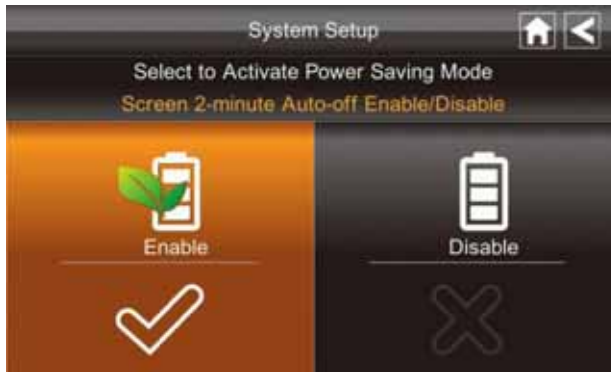 System Setup
Select to Activate Power Saving Mode
Screen 2-minute Auto-off Enable/Disable
Enable
Disable